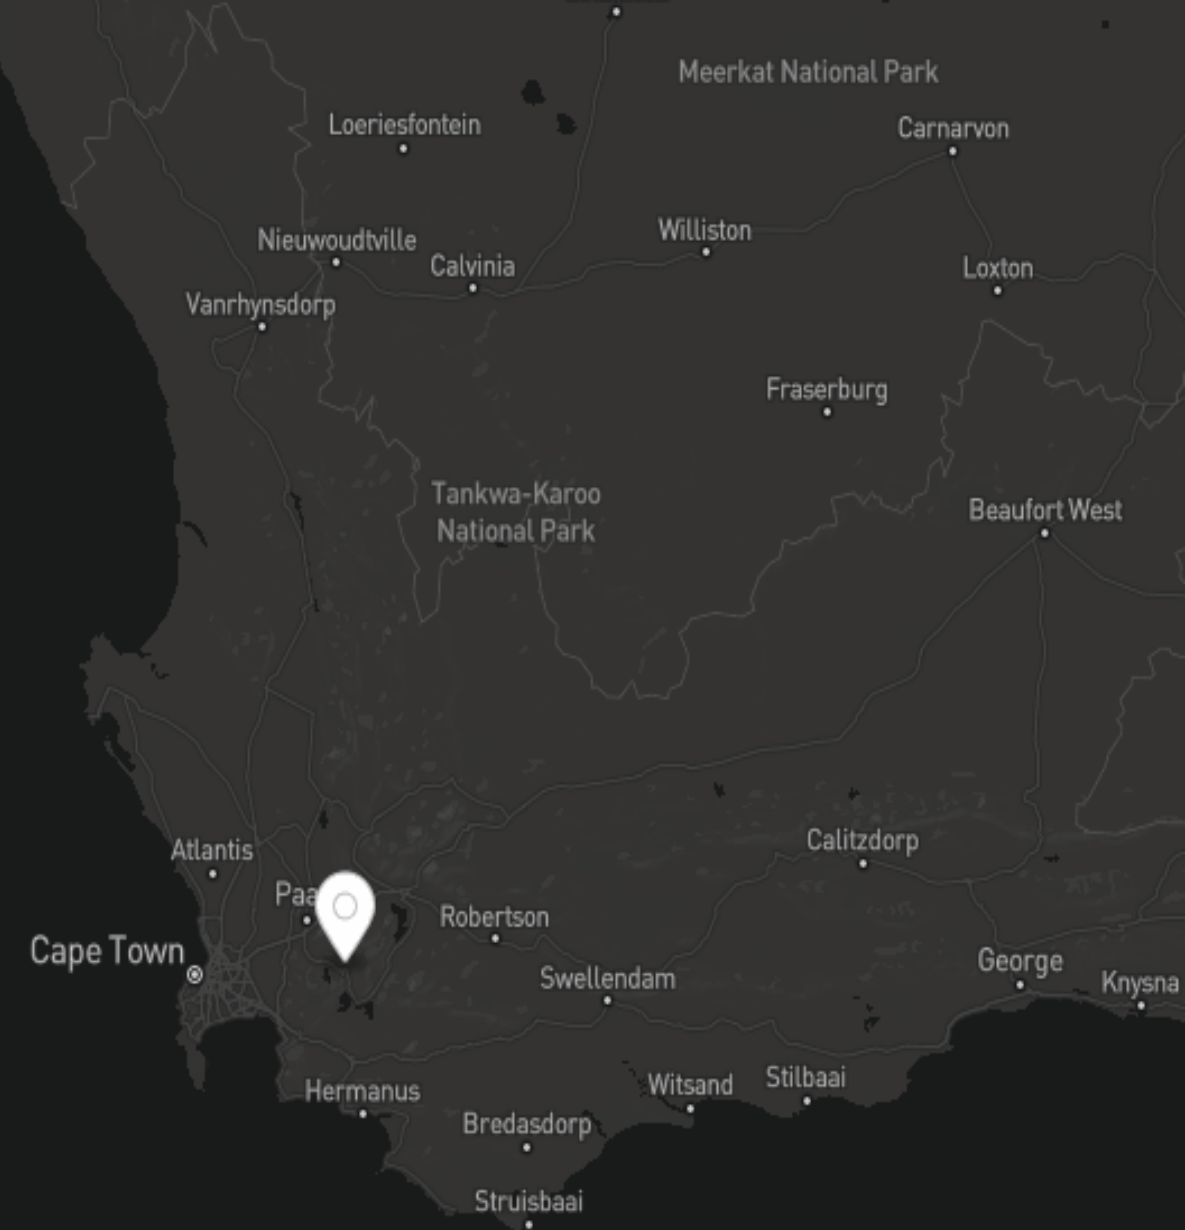 Meerkat National Park
Loeriesfontein
Carnarvon
Nieuwoudtville
Calvinia
Williston
Loxton
Vanrhynsdorp
Fraserburg
Tankwa-Karoo
National Park
Beaufort West
Atlantis
Calitzdorp
Paa
Robertson
Cape Town
Swellendam
George
Knysna
Hermanus
Witsand
Stilbaai
Bredasdorp
Struisbaai